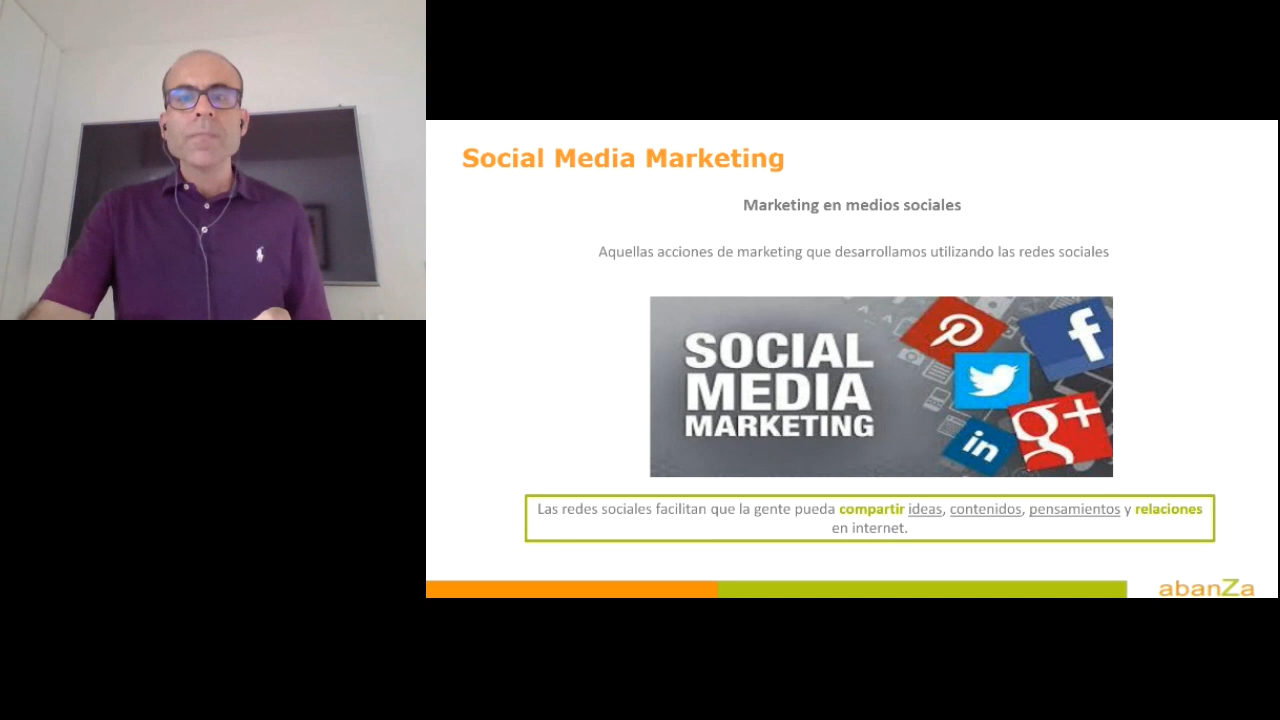 Social Media Marketing
Marketing en medios sociales
Aquellas acciones de marketing que desarrollamos utilizando las redes sociales
SOCIAL
MEDIA
MARKETING
f
in
g+
Las redes sociales facilitan que la gente pueda compartir ideas, contenidos, pensamientos y relaciones
en internet.
abanZa